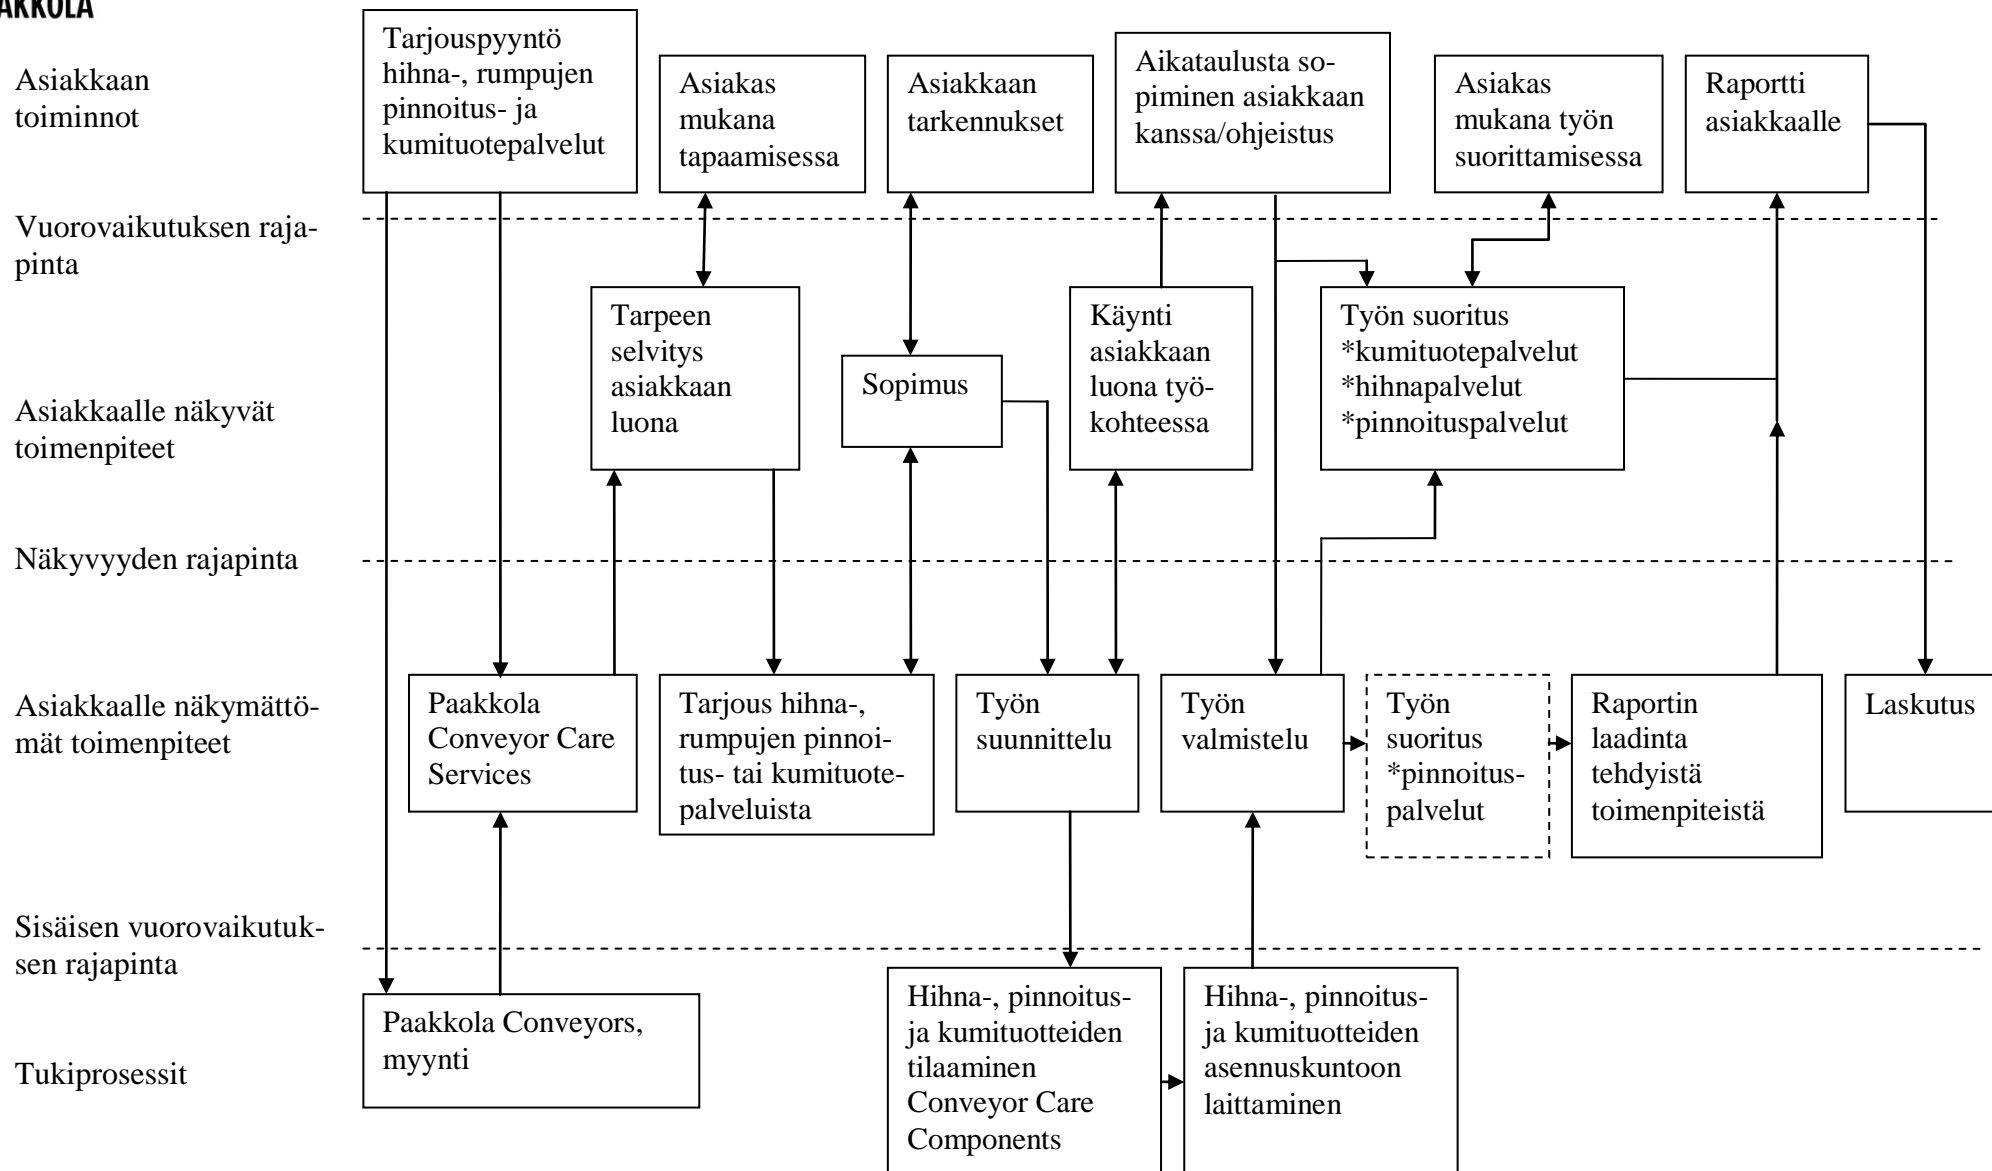 AKKOLA
Asiakkaan
toiminnot
Tarjouspyyntö
hihna-, rumpujen
pinnoitus- ja
kumituotepalvelut
Asiakas
mukana
tapaamisessa
Asiakkaan
tarkennukset
Aikataulusta so-
piminen asiakkaan
kanssa/ohjeistus
Asiakas
mukana työn
suorittamisessa
Raportti
asiakkaalle
Vuorovaikutuksen raja-
pinta
Asiakkaalle näkyvät
toimenpiteet
Tarpeen
selvitys
asiakkaan
luona
Sopimus
Käynti
asiakkaan
luona työ-
kohteessa
Työn suoritus
*kumituotepalvelut
*hihnapalvelut
*pinnoituspalvelut
Näkyvyyden rajapinta
Asiakkaalle näkymättö-
mät toimenpiteet
Paakkola
Conveyor Care
Services
Tarjous hihna-,
rumpujen pinnoi-
tus- tai kumituote-
palveluista
Työn
suunnittelu
Työn
valmistelu
Työn
suoritus
*pinnoitus-
palvelut
Raportin
laadinta
tehdyistä
toimenpiteistä
Laskutus
Sisäisen vuorovaikutuk-
sen rajapinta
Tukiprosessit
Paakkola Conveyors,
myynti
Hihna-, pinnoitus-
ja kumituotteiden
tilaaminen
Conveyor Care
Components
Hihna-, pinnoitus-
ja kumituotteiden
asennuskuntoon
laittaminen